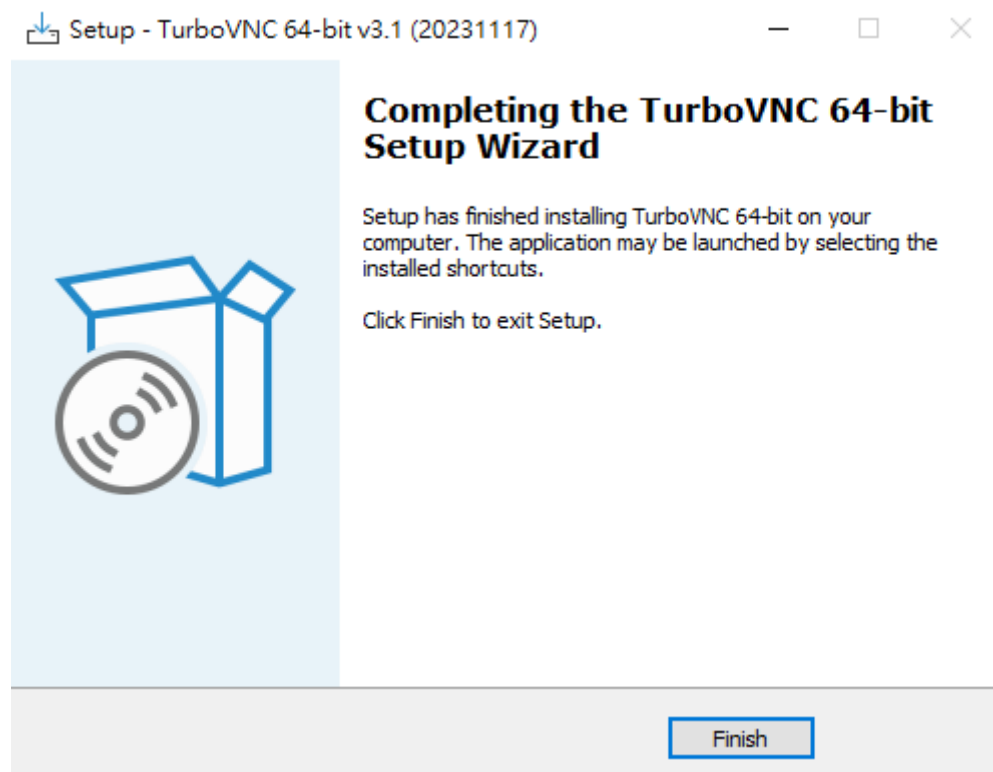 Setup - TurboVNC 64-bit v3.1 (20231117)
Completing the TurboVNC 64-bit
Setup Wizard
Setup has finished installing TurboVNC 64-bit on your
computer. The application may be launched by selecting the
installed shortcuts.
Click Finish to exit Setup.
Finish